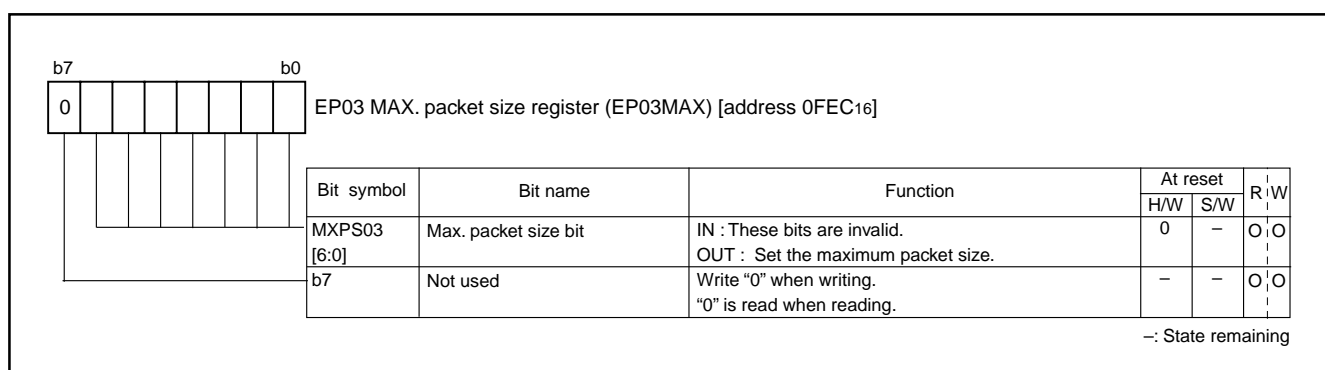 b7 b0
0
EP03 MAX. packet size register (EP03MAX) [address 0FEC16]
Bit symbol Bit name Function At reset R W
H/W S/W
MXPS03 Max. packet size bit IN : These bits are invalid. 0 – O O
[6:0] OUT : Set the maximum packet size.
b7 Not used Write “0” when writing. – – O O
“0” is read when reading.
–: State remaining